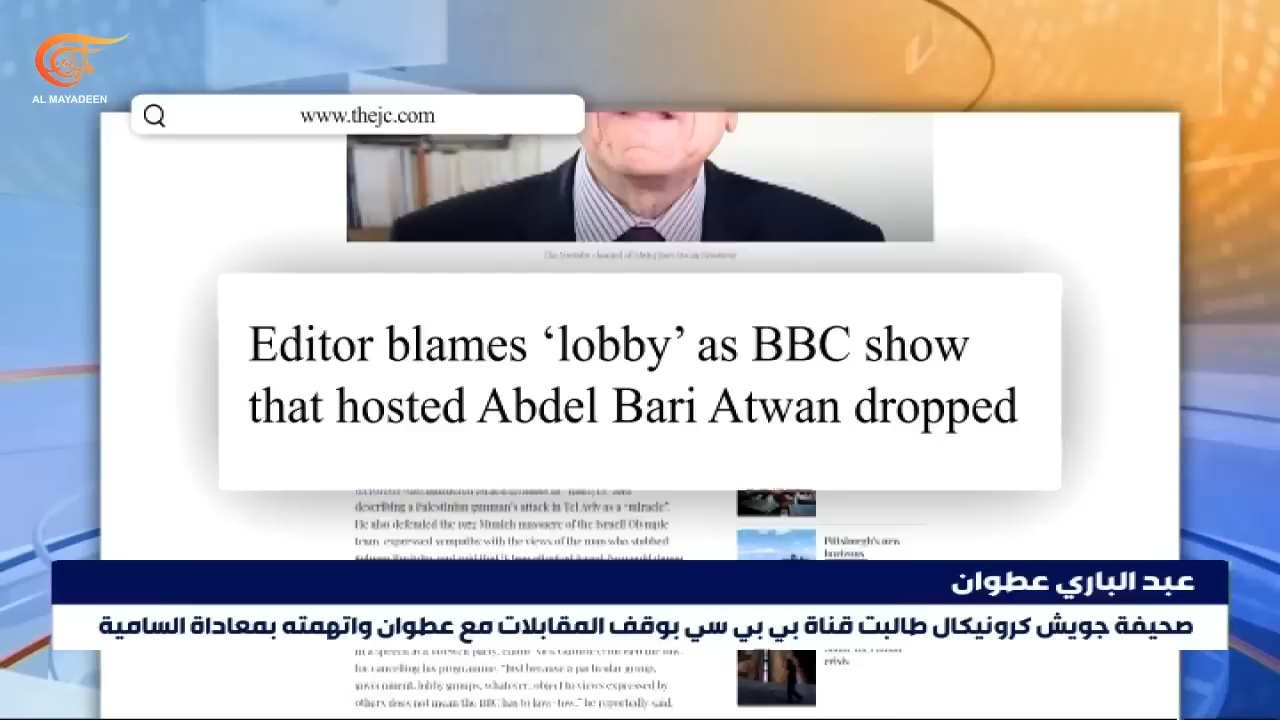 AL MAYADEEN
www.thejc.com
Editor blames ‘lobby’ as BBC show
that hosted Abdel Bari Atwan dropped
describing a Palestinian gunman's attack in Tel Aviv as a “miracle”.
He also defended the 1972 Munich massacre of the Israeli Olympic
team, expressed sympathy with the views of the man who stabbed
Pittsburgh's new
horizons
عبد الباري عطوان
صحيفة جويش كرونيكال طالبت قناة بي بي سي بوقف المقابلات مع عطوان واتهمته بمعاداة السامية
for cancelling his programme. “Just because a particular group,
government, lobby groups, whatever, object to views expressed by
others does not mean the BBC has to kow-tow,” he reportedly said.
crisis